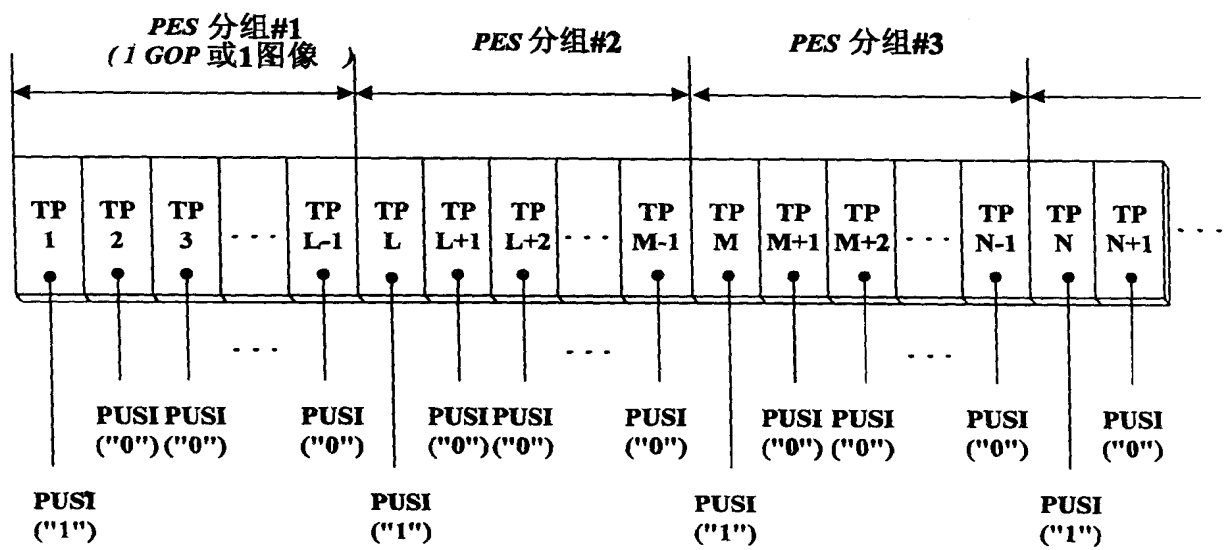 PES 分组#1
(1 GOP 或1图像 )
PES 分组#2
PES 分组#3
TP 1
TP 2
TP 3
. . .
TP L-1
TP L
TP L+1
TP L+2
. . .
TP M-1
TP M
TP M+1
TP M+2
. . .
TP N-1
TP N
TP N+1
. . .
. . .
. . .
. . .
PUSI ("0")
PUSI ("0")
PUSI ("0")
PUSI ("0")
PUSI ("0")
PUSI ("0")
PUSI ("0")
PUSI ("0")
PUSI ("0")
PUSI ("0")
PUSI ("1")
PUSI ("1")
PUSI ("1")
PUSI ("1")